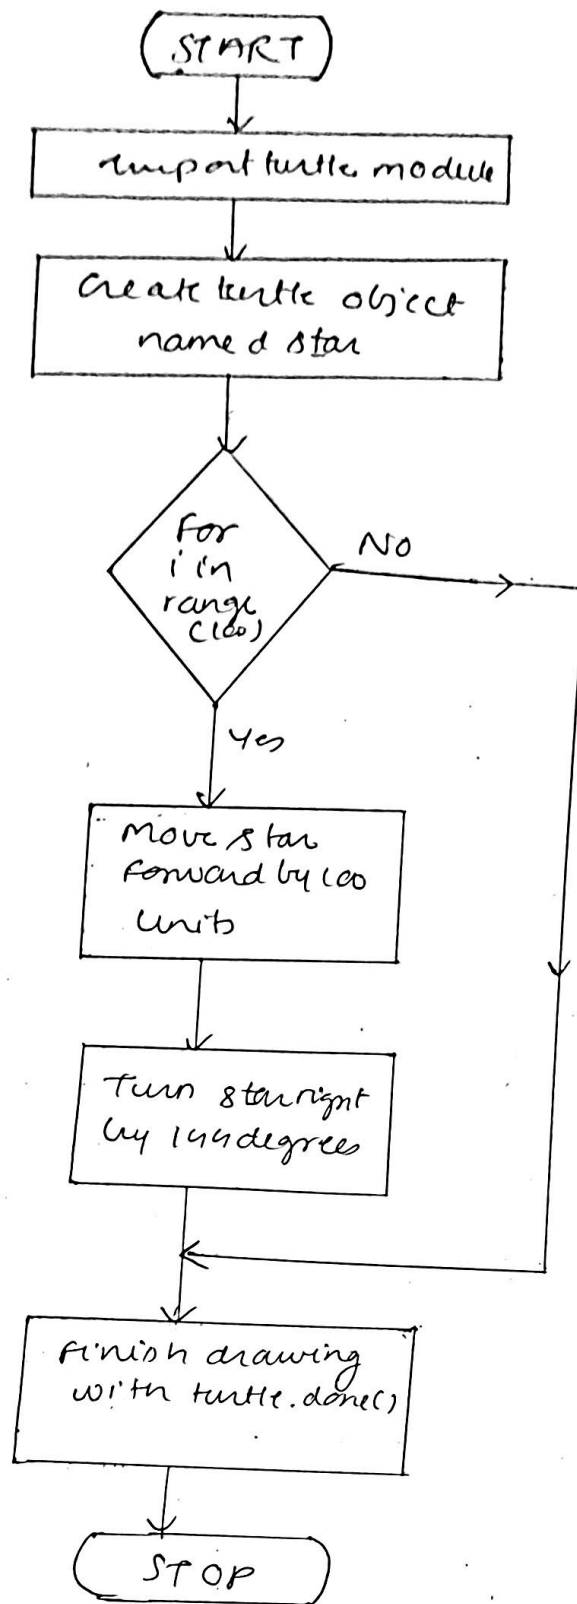 START
import turtle module
Create turtle object
named star
For
i in
range
(100)
No
Yes
Move star
forward by 100
units
Turn star right
by 144 degrees
Finish drawing
with turtle.done()
STOP